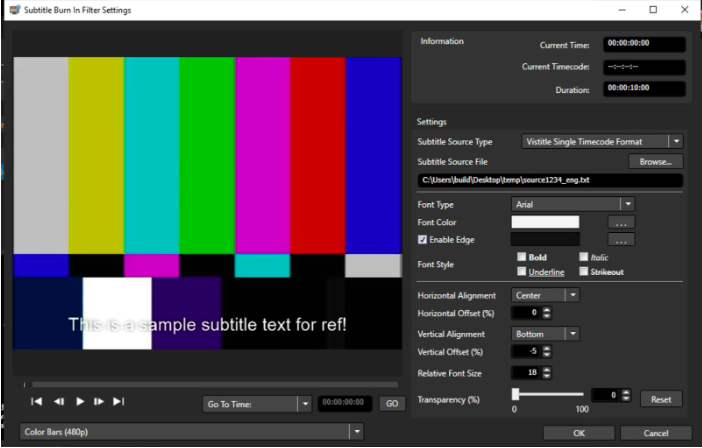 Subtitle Burn In Filter Settings
Information
Current Time: 00:00:00:00
Current Timecode: --:--:--:--
Duration: 00:00:10:00
Settings
Subtitle Source Type Vistitle Single Timecode Format
Subtitle Source File Browse...
C:\Users\build\Desktop\temp\source1234_eng.txt
Font Type Arial
Font Color ...
Enable Edge ...
Font Style Bold Italic
Underline Strikeout
Horizontal Alignment Center
Horizontal Offset (%) 0
Vertical Alignment Bottom
Vertical Offset (%) -5
Relative Font Size 18
Transparency (%) 0 Reset
0 100
This is a sample subtitle text for ref!
Go To Time: 00:00:00:00 GO
Color Bars (480p)
OK Cancel